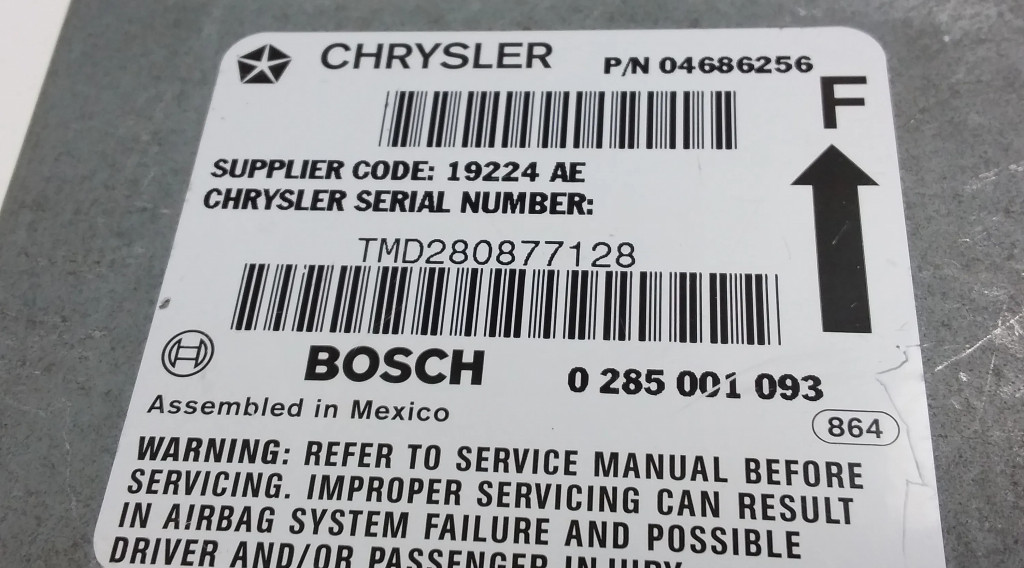 CHRYSLER P/N 04686256
F
SUPPLIER CODE: 19224 AE
CHRYSLER SERIAL NUMBER:
TMD280877128
H BOSCH 0 285 001 093
Assembled in Mexico
864
WARNING: REFER TO SERVICE MANUAL BEFORE
SERVICING. IMPROPER SERVICING CAN RESULT
IN AIRBAG SYSTEM FAILURE AND POSSIBLE
DRIVER AND/OR PASSENGER INJURY